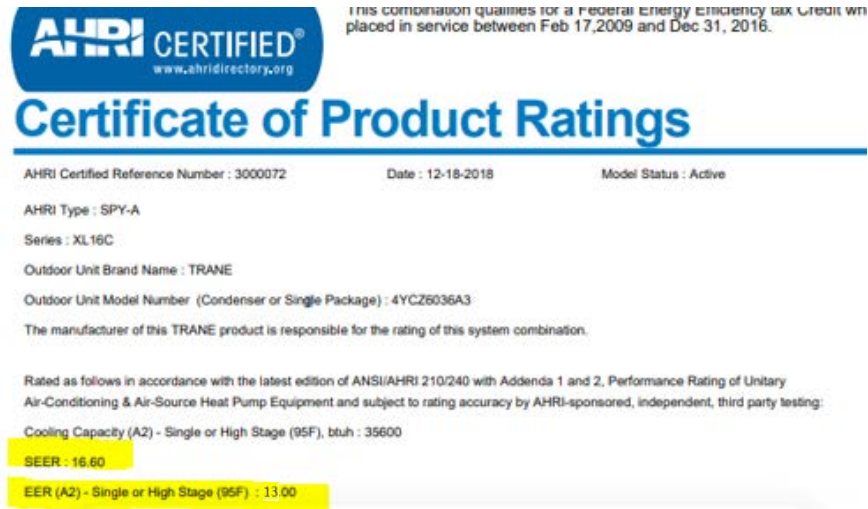 This combination qualifies for a Federal Energy Efficiency Tax Credit wh
placed in service between Feb 17,2009 and Dec 31, 2016.
AHRI CERTIFIED®
www.ahridirectory.org
Certificate of Product Ratings
AHRI Certified Reference Number : 3000072 Date : 12-18-2018 Model Status : Active
AHRI Type : SPY-A
Series : XL16C
Outdoor Unit Brand Name : TRANE
Outdoor Unit Model Number (Condenser or Single Package) : 4YCZ6036A3
The manufacturer of this TRANE product is responsible for the rating of this system combination.
Rated as follows in accordance with the latest edition of ANSI/AHRI 210/240 with Addenda 1 and 2, Performance Rating of Unitary
Air-Conditioning & Air-Source Heat Pump Equipment and subject to rating accuracy by AHRI-sponsored, independent, third party testing:
Cooling Capacity (A2) - Single or High Stage (95F), btuh : 35600
SEER : 16.60
EER (A2) - Single or High Stage (95F) : 13.00